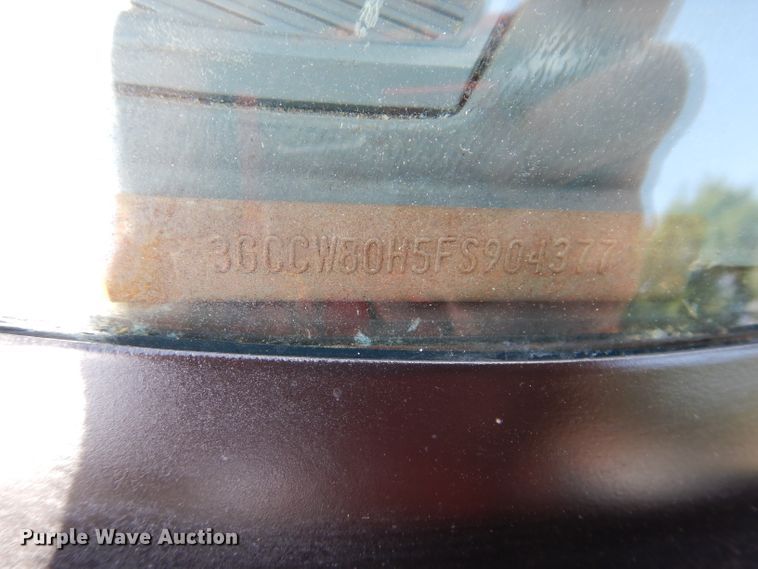 3GCCW80H5FS904377
Purple Wave Auction